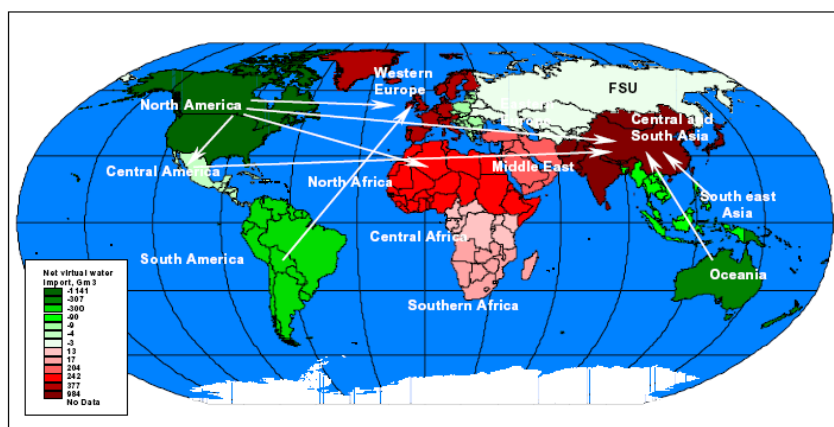 Western
Europe
FSU
North America
Central and
South Asia
Central America
Middle East
North Africa
South east
Asia
Central Africa
South America
Oceania
Southern Africa
Net virtual water
import, Gm3
-1 141
-307
-300
-90
-9
-4
-3
13
17
204
242
377
984
No Data